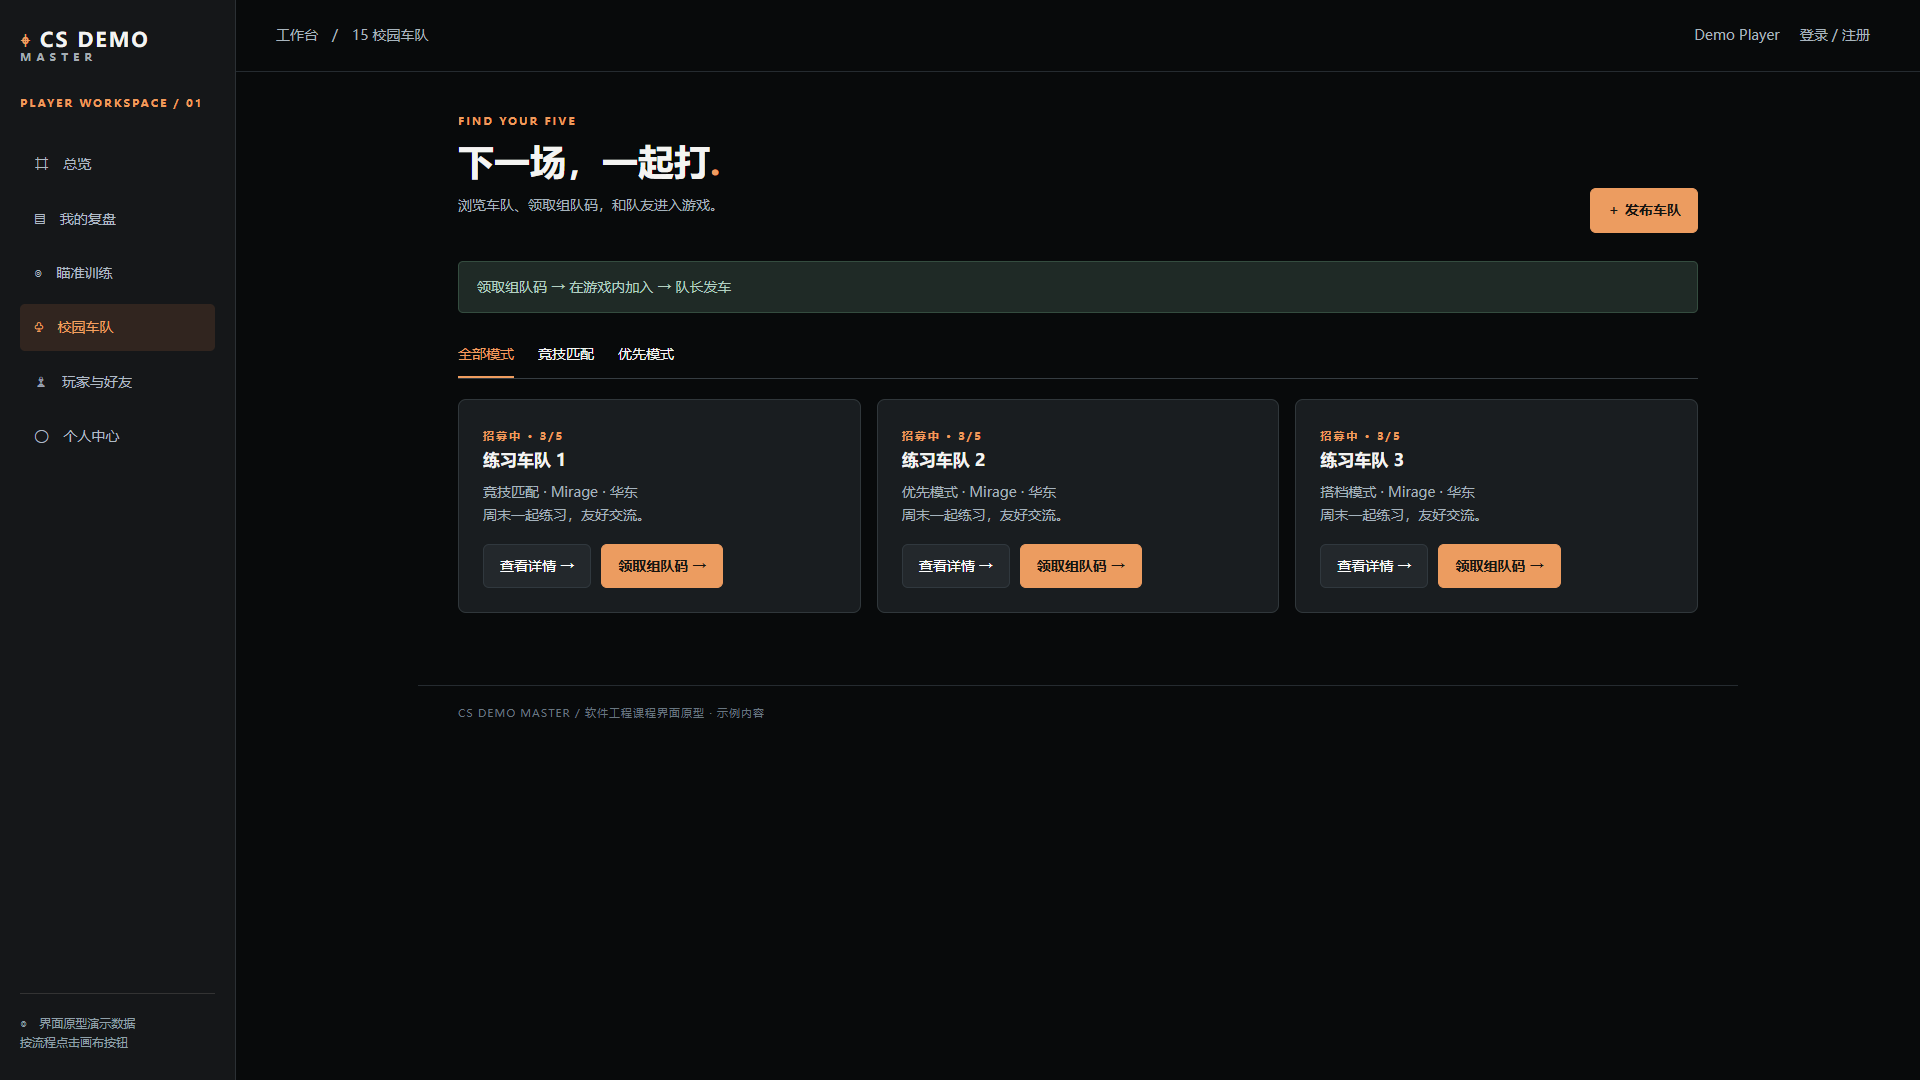 CS DEMO
MASTER
PLAYER WORKSPACE / 01
总览
我的复盘
瞄准训练
校园车队
玩家与好友
个人中心
界面原型演示数据
按流程点击画布按钮
工作台 / 15 校园车队
Demo Player 登录 / 注册
FIND YOUR FIVE
下一场，一起打.
浏览车队、领取组队码，和队友进入游戏。
+ 发布车队
领取组队码 → 在游戏内加入 → 队长发车
全部模式 竞技匹配 优先模式
招募中 • 3/5
练习车队 1
竞技匹配 · Mirage · 华东
周末一起练习，友好交流。
查看详情 → 领取组队码 →
招募中 • 3/5
练习车队 2
优先模式 · Mirage · 华东
周末一起练习，友好交流。
查看详情 → 领取组队码 →
招募中 • 3/5
练习车队 3
搭档模式 · Mirage · 华东
周末一起练习，友好交流。
查看详情 → 领取组队码 →
CS DEMO MASTER / 软件工程课程界面原型 · 示例内容